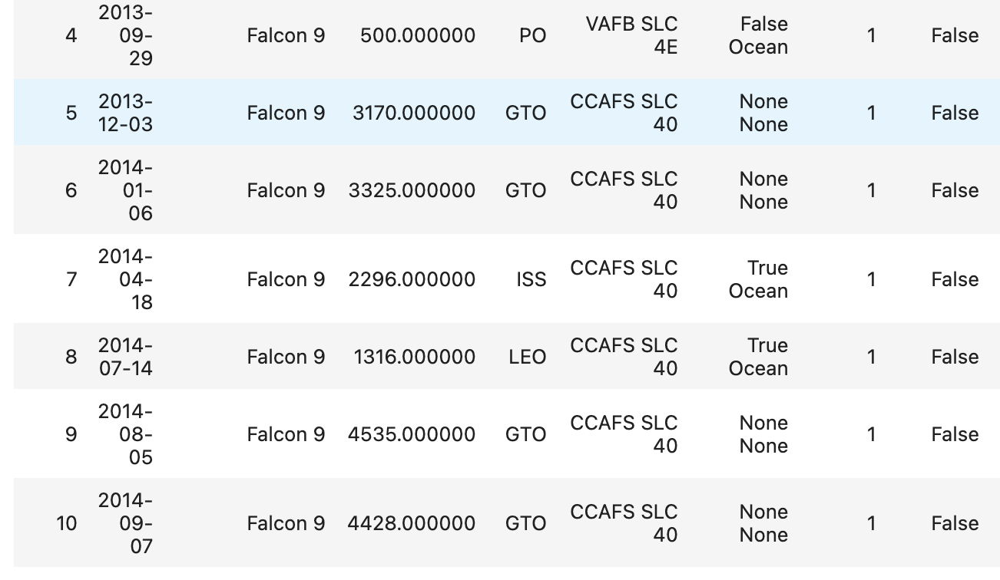 4 2013-09-29 Falcon 9 500.000000 PO VAFB SLC 4E False Ocean 1 False
5 2013-12-03 Falcon 9 3170.000000 GTO CCAFS SLC 40 None None 1 False
6 2014-01-06 Falcon 9 3325.000000 GTO CCAFS SLC 40 None None 1 False
7 2014-04-18 Falcon 9 2296.000000 ISS CCAFS SLC 40 True Ocean 1 False
8 2014-07-14 Falcon 9 1316.000000 LEO CCAFS SLC 40 True Ocean 1 False
9 2014-08-05 Falcon 9 4535.000000 GTO CCAFS SLC 40 None None 1 False
10 2014-09-07 Falcon 9 4428.000000 GTO CCAFS SLC 40 None None 1 False